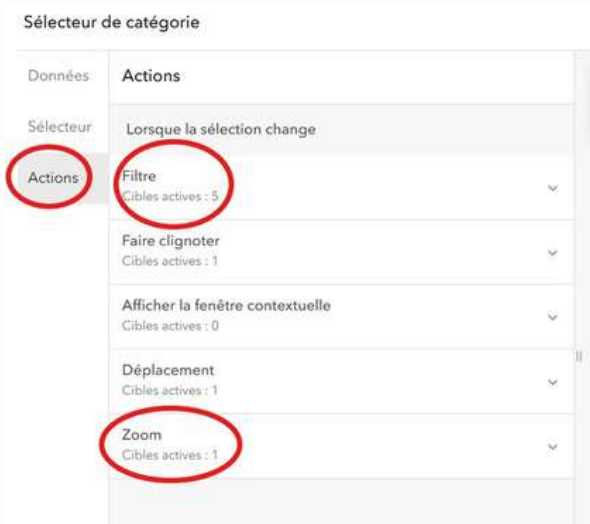 Sélecteur de catégorie
Données
Actions
Sélecteur
Lorsque la sélection change
Actions
Filtre
Cibles actives : 5
Faire clignoter
Cibles actives : 1
Afficher la fenêtre contextuelle
Cibles actives : 0
Déplacement
Cibles actives : 1
Zoom
Cibles actives : 1